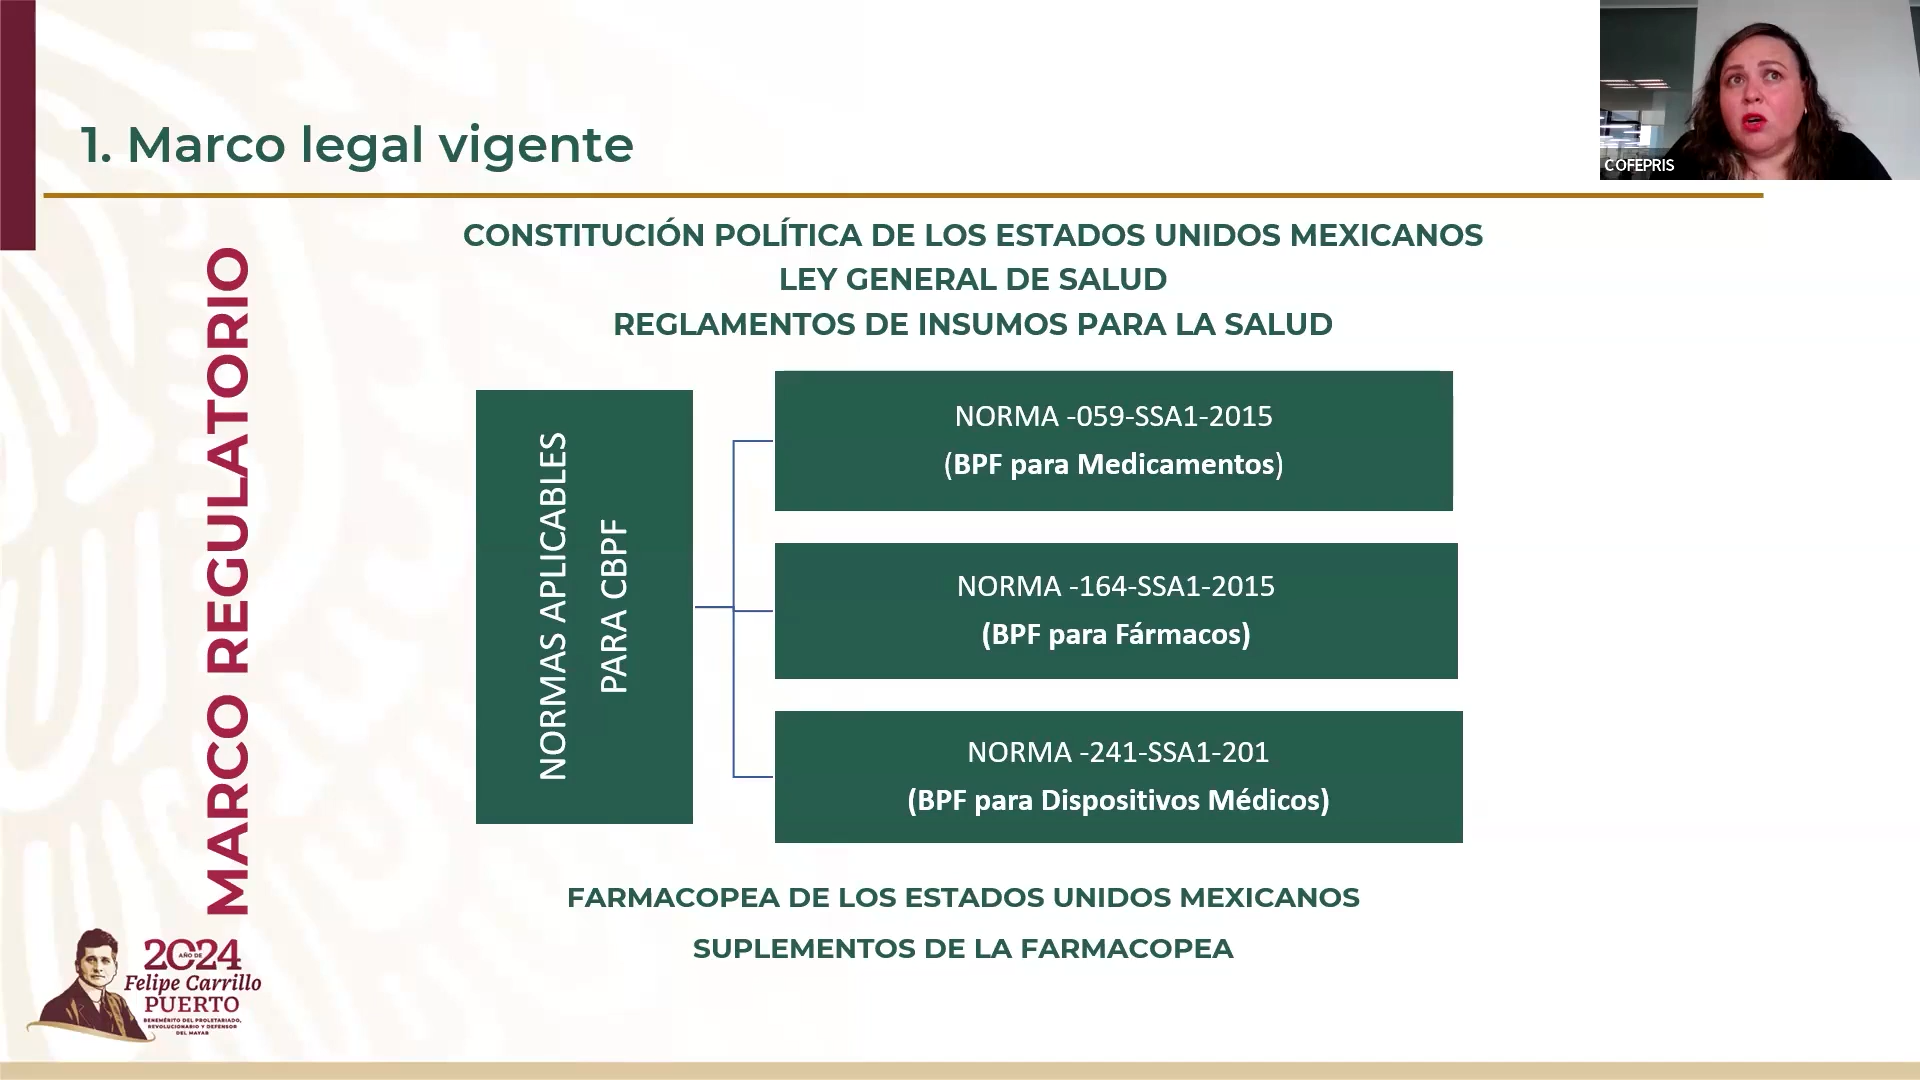 1. Marco legal vigente
COFEPRIS
CONSTITUCIÓN POLÍTICA DE LOS ESTADOS UNIDOS MEXICANOS
LEY GENERAL DE SALUD
REGLAMENTOS DE INSUMOS PARA LA SALUD
MARCO REGULATORIO
NORMAS APLICABLES
PARA CBPF
NORMA -059-SSA1-2015
(BPF para Medicamentos)
NORMA -164-SSA1-2015
(BPF para Fármacos)
NORMA -241-SSA1-201
(BPF para Dispositivos Médicos)
FARMACOPEA DE LOS ESTADOS UNIDOS MEXICANOS
SUPLEMENTOS DE LA FARMACOPEA
2024
AÑO DE
Felipe Carrillo
PUERTO
BENEMÉRITO DEL PROLETARIADO,
REVOLUCIONARIO Y DEFENSOR
DEL MAYAB